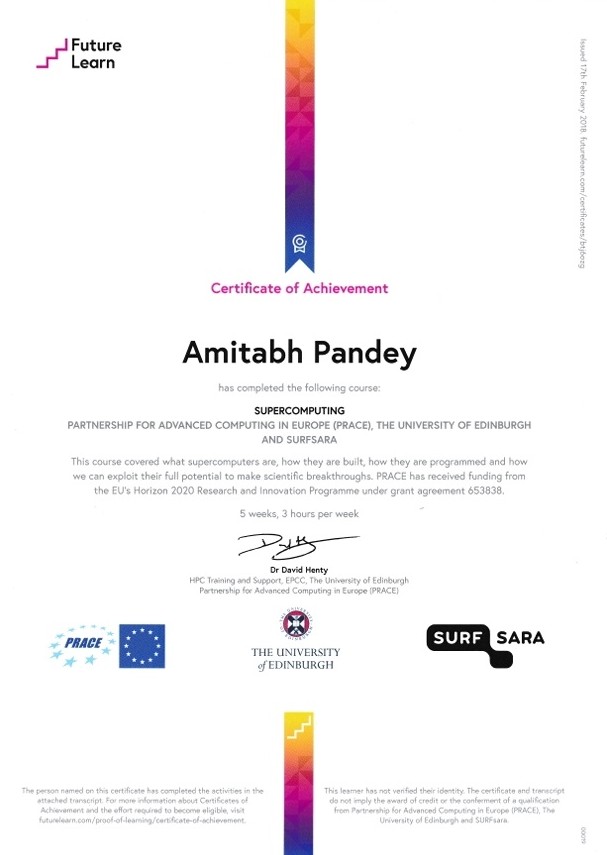 Future
Learn
Issued 17th February 2018. futurelearn.com/certificates/btj6ozg
Certificate of Achievement
Amitabh Pandey
has completed the following course:
SUPERCOMPUTING
PARTNERSHIP FOR ADVANCED COMPUTING IN EUROPE (PRACE), THE UNIVERSITY OF EDINBURGH
AND SURFSARA
This course covered what supercomputers are, how they are built, how they are programmed and how
we can exploit their full potential to make scientific breakthroughs. PRACE has received funding from
the EU's Horizon 2020 Research and Innovation Programme under grant agreement 653838.
5 weeks, 3 hours per week
Dr David Henty
HPC Training and Support, EPCC, The University of Edinburgh
Partnership for Advanced Computing in Europe (PRACE)
PRACE
THE UNIVERSITY
of EDINBURGH
SURF SARA
The person named on this certificate has completed the activities in the
attached transcript. For more information about Certificates of
Achievement and the effort required to become eligible, visit
futurelearn.com/proof-of-learning/certificate-of-achievement.
This learner has not verified their identity. The certificate and transcript
do not imply the award of credit or the conferment of a qualification
from Partnership for Advanced Computing in Europe (PRACE), The
University of Edinburgh and SURFsara.